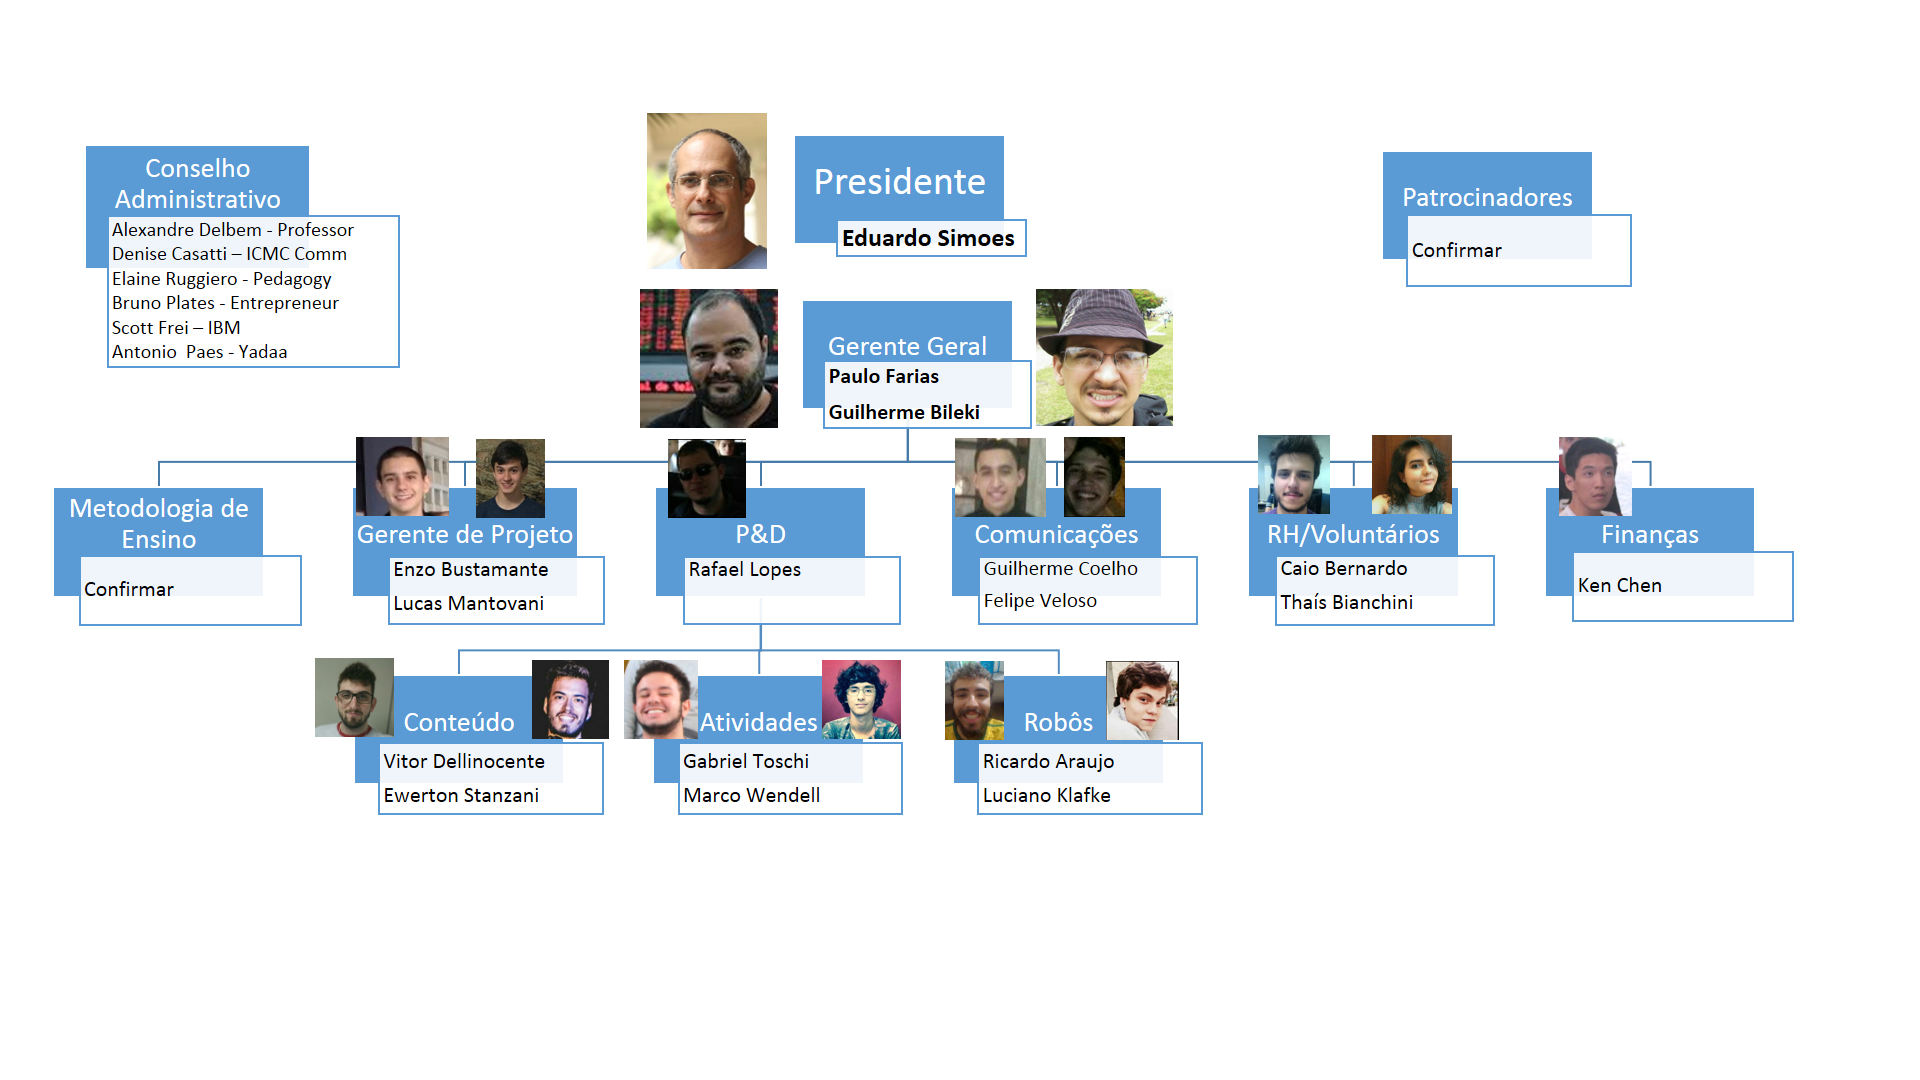 Conselho
Administrativo
Alexandre Delbem - Professor
Denise Casatti – ICMC Comm
Elaine Ruggiero - Pedagogy
Bruno Plates - Entrepreneur
Scott Frei – IBM
Antonio  Paes - Yadaa
Presidente
Eduardo Simoes
Patrocinadores
Confirmar
Gerente Geral
Paulo Farias
Guilherme Bileki
Metodologia de
Ensino
Confirmar
Gerente de Projeto
Enzo Bustamante
Lucas Mantovani
P&D
Rafael Lopes
Comunicações
Guilherme Coelho
Felipe Veloso
RH/Voluntários
Caio Bernardo
Thaís Bianchini
Finanças
Ken Chen
Conteúdo
Vitor Dellinocente
Ewerton Stanzani
Atividades
Gabriel Toschi
Marco Wendell
Robôs
Ricardo Araujo
Luciano Klafke